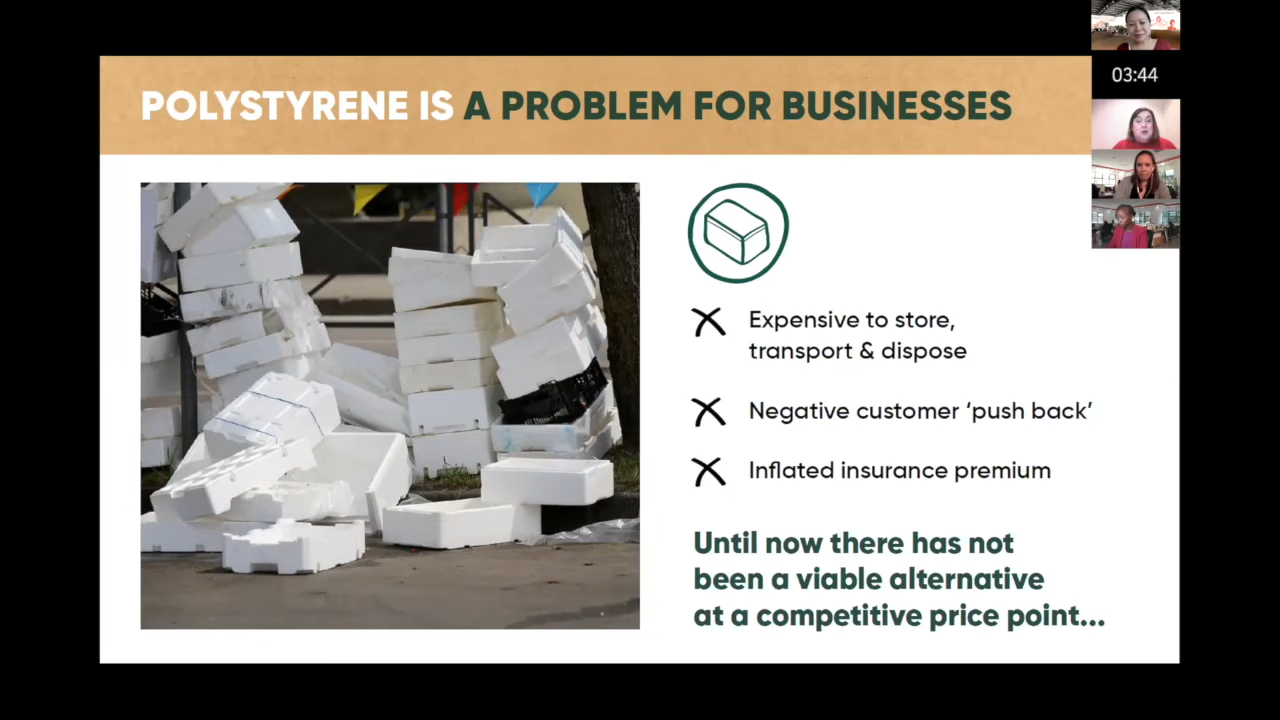 POLYSTYRENE IS A PROBLEM FOR BUSINESSES
03:44
Expensive to store,
transport & dispose
Negative customer ‘push back’
Inflated insurance premium
Until now there has not
been a viable alternative
at a competitive price point...